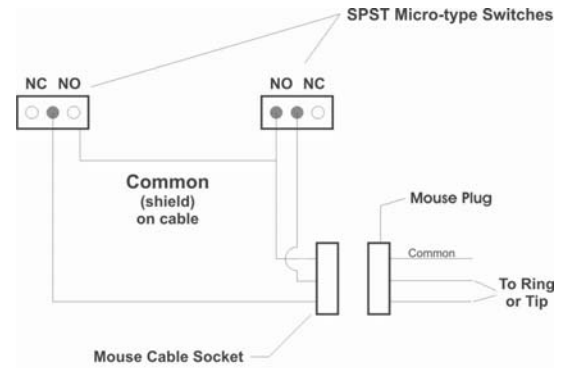 SPST Micro-type Switches
NC NO
NO NC
Common
(shield)
on cable
Mouse Plug
Common
To Ring
or Tip
Mouse Cable Socket